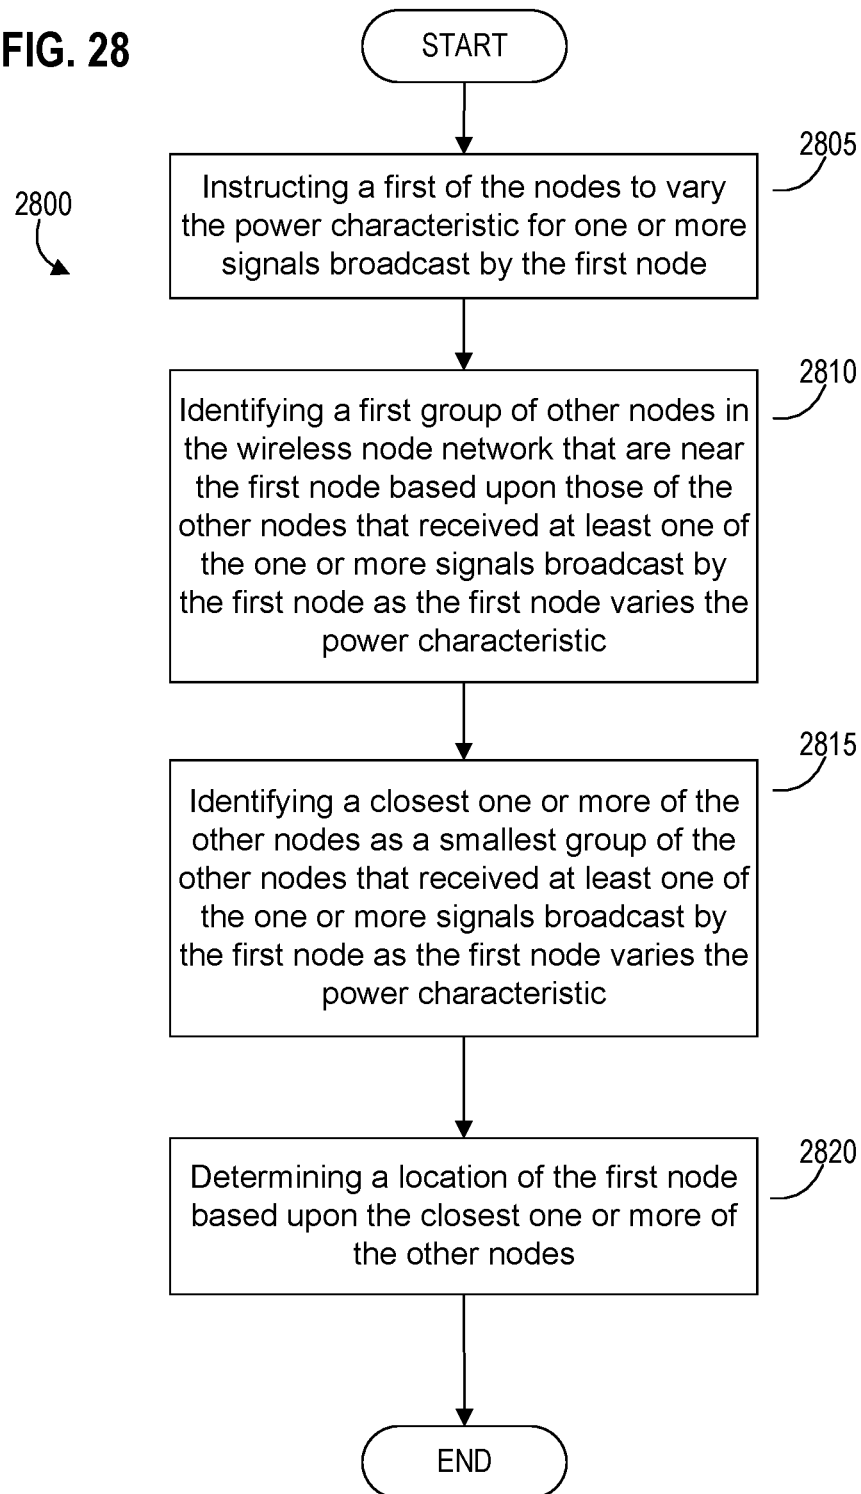 FIG. 28
START
2800
2805
Instructing a first of the nodes to vary
the power characteristic for one or more
signals broadcast by the first node
2810
Identifying a first group of other nodes in
the wireless node network that are near
the first node based upon those of the
other nodes that received at least one of
the one or more signals broadcast by
the first node as the first node varies the
power characteristic
2815
Identifying a closest one or more of the
other nodes as a smallest group of the
other nodes that received at least one of
the one or more signals broadcast by
the first node as the first node varies the
power characteristic
2820
Determining a location of the first node
based upon the closest one or more of
the other nodes
END